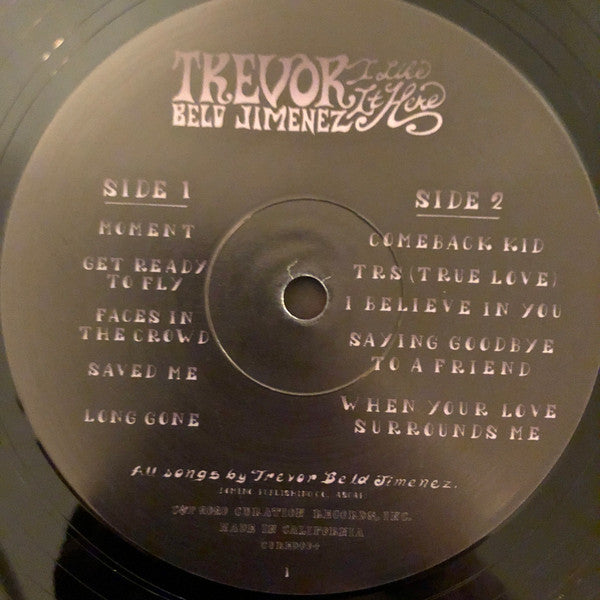 TREVOR
BELD JIMENEZ
I Like
It Here
SIDE 1
MOMENT
GET READY
TO FLY
FACES IN
THE CROWD
SAVED ME
LONG GONE
SIDE 2
COMEBACK KID
TRS (TRUE LOVE)
I BELIEVE IN YOU
SAYING GOODBYE
TO A FRIEND
WHEN YOUR LOVE
SURROUNDS ME
All songs by Trevor Beld Jimenez.
PUBLISHING CO. ASCAP
©℗ 2020 CURATION RECORDS, INC.
MADE IN CALIFORNIA
1